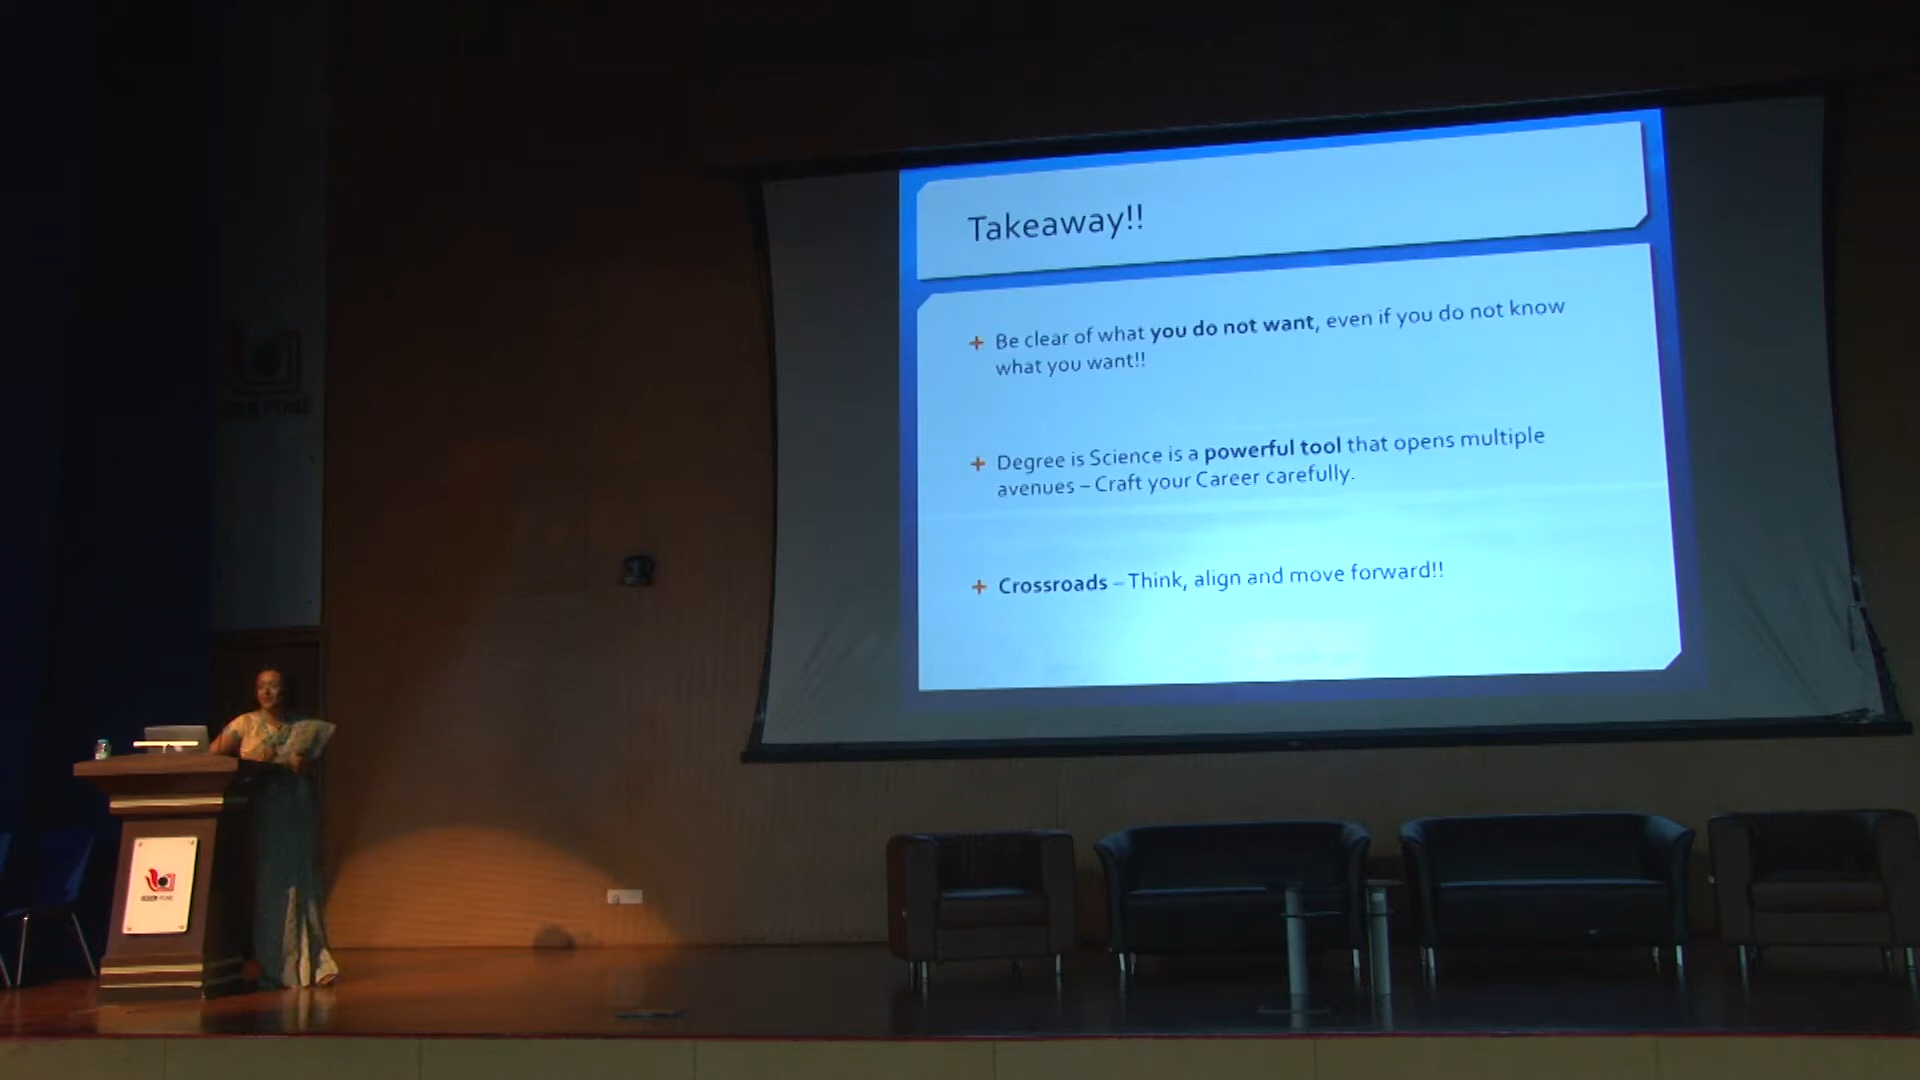 Takeaway!!
Be clear of what you do not want, even if you do not know
what you want!!
Degree is Science is a powerful tool that opens multiple
avenues – Craft your Career carefully.
Crossroads – Think, align and move forward!!
IISER PUNE